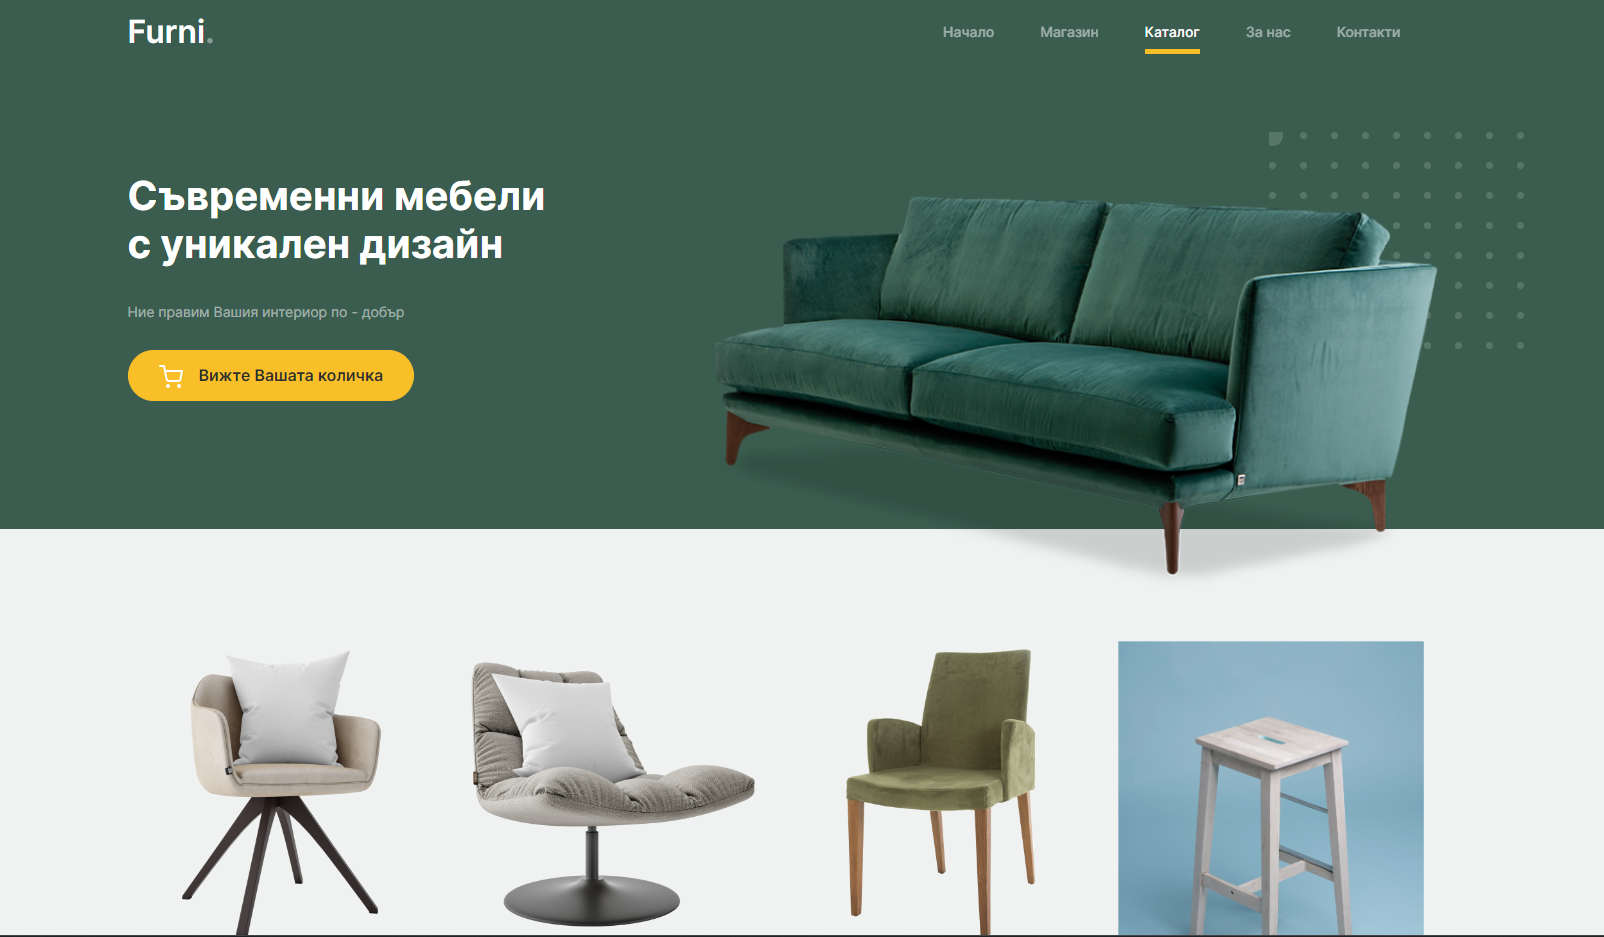 Furni.
Начало
Магазин
Каталог
За нас
Контакти
Съвременни мебели
с уникален дизайн
Ние правим Вашия интериор по - добър
Вижте Вашата количка